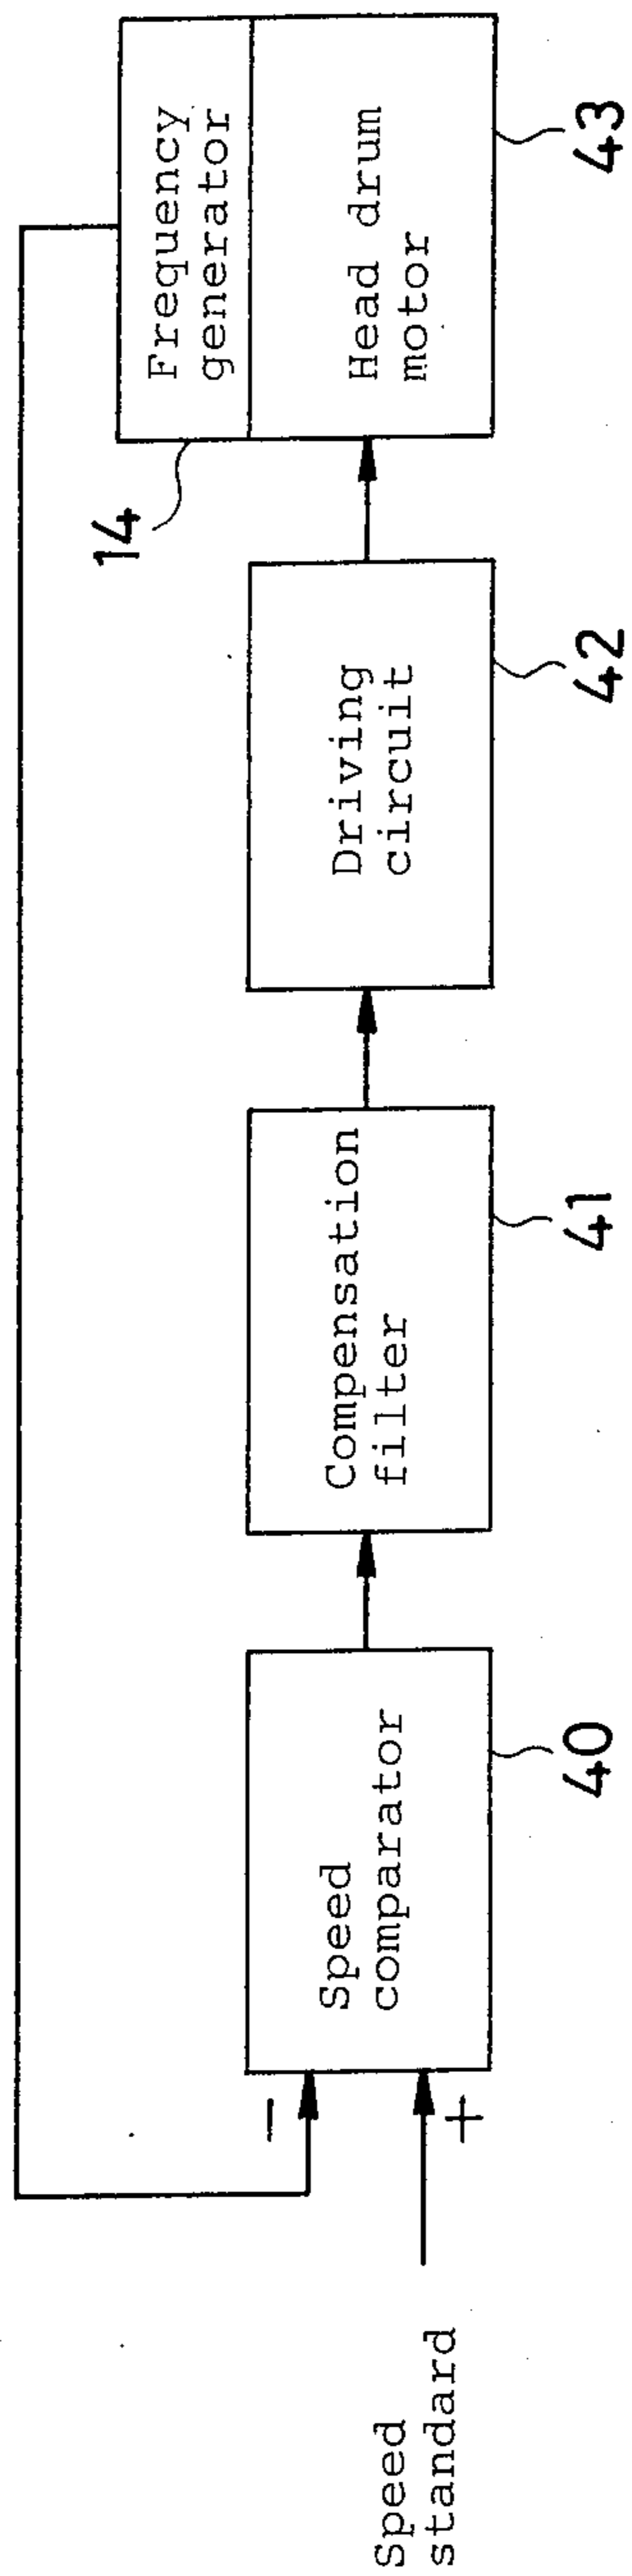 Speed
standard
−
+
Speed
comparator
40
Compensation
filter
41
Driving
circuit
42
14
Frequency
generator
Head drum
motor
43